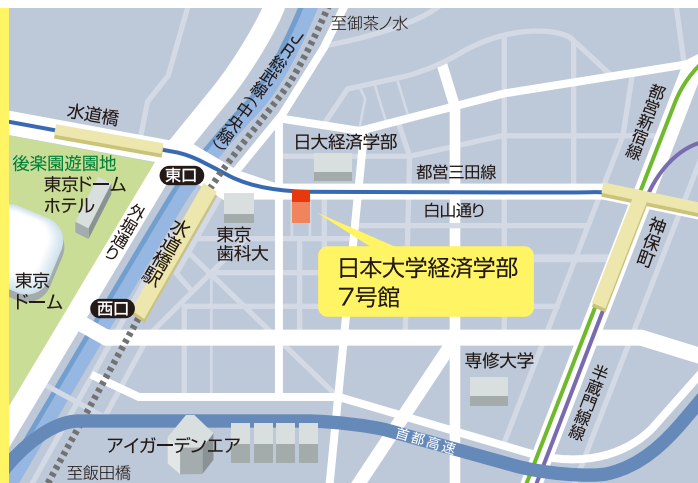 至御茶ノ水
JR総武線(中央線)
水道橋
後楽園遊園地
東口
日大経済学部
都営三田線
都営新宿線
東京ドーム
ホテル
外堀通り
水道橋駅
東京
歯科大
白山通り
神保町
日本大学経済学部
7号館
東京
ドーム
西口
専修大学
半蔵門線線
アイガーデンエア
首都高速
至飯田橋